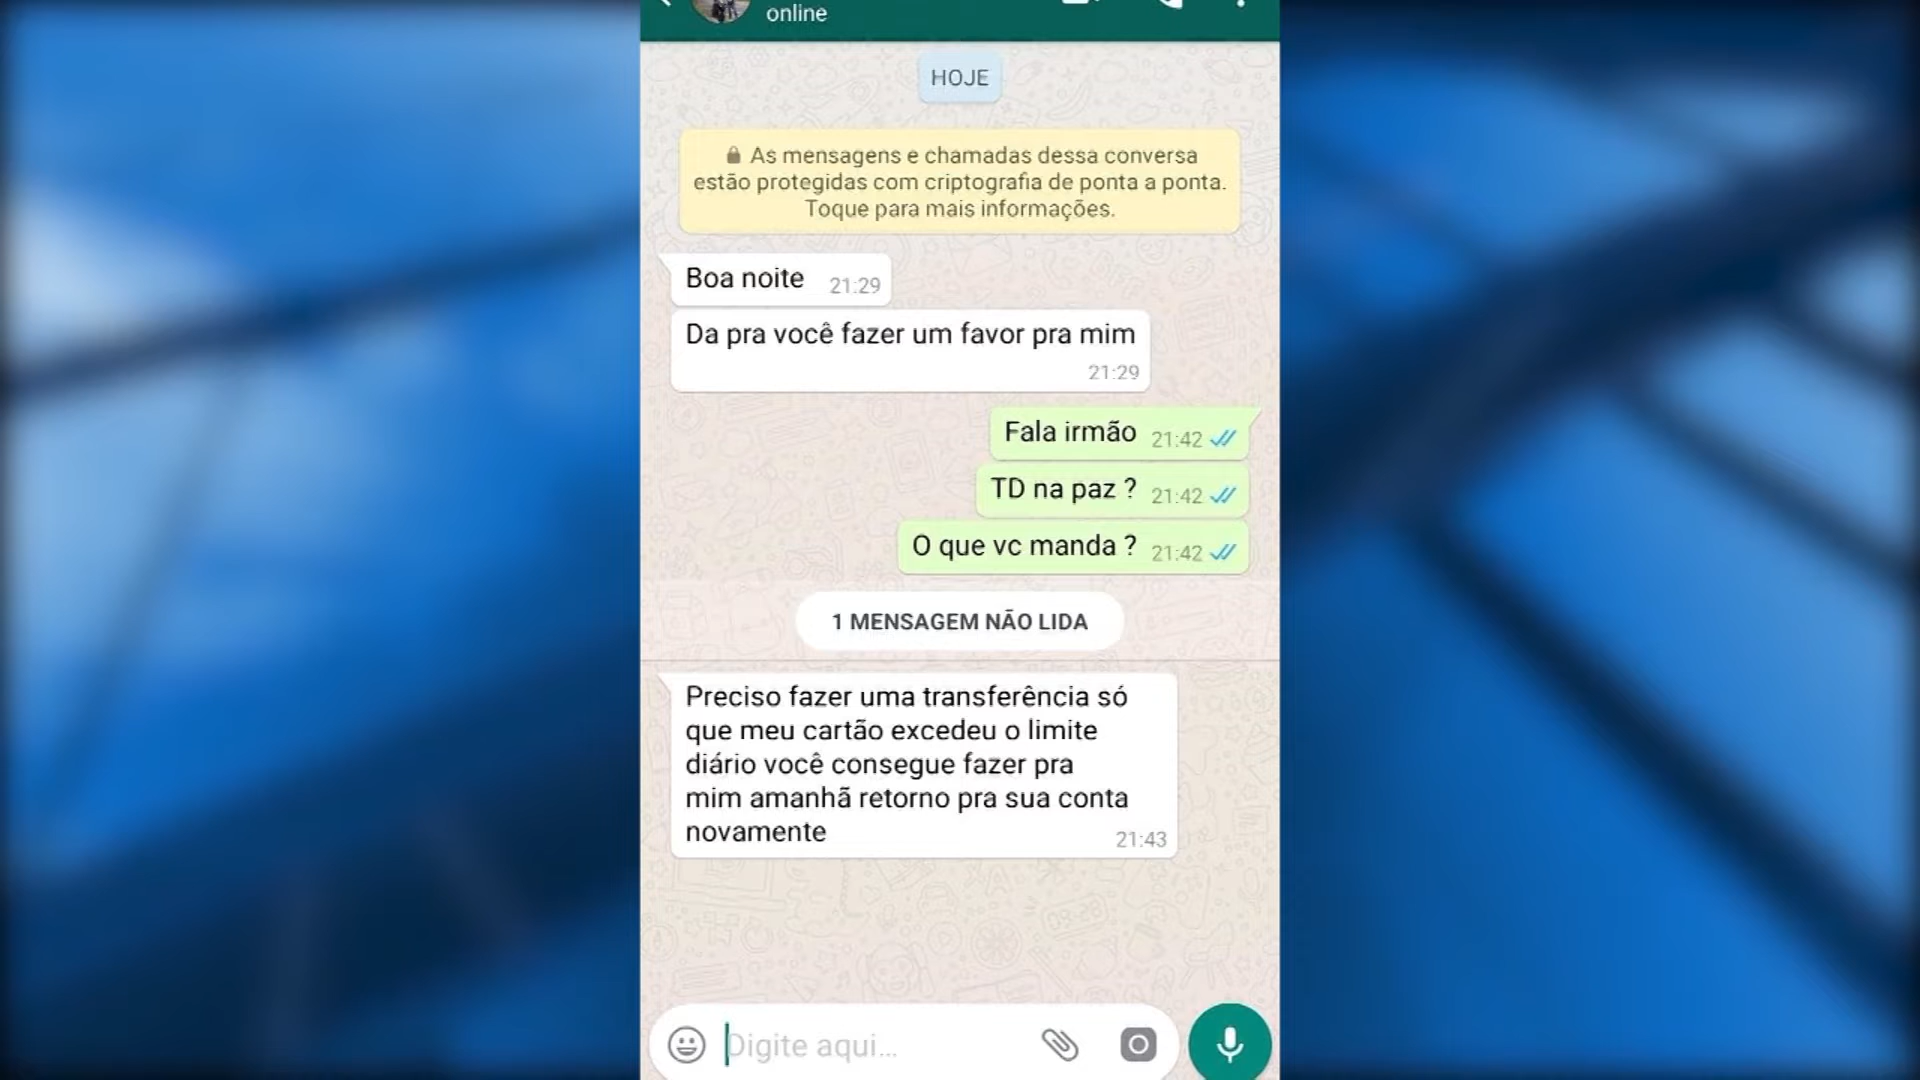 online
HOJE
As mensagens e chamadas dessa conversa
estão protegidas com criptografia de ponta a ponta.
Toque para mais informações.
Boa noite 21:29
Da pra você fazer um favor pra mim
21:29
Fala irmão 21:42
TD na paz ? 21:42
O que vc manda ? 21:42
1 MENSAGEM NÃO LIDA
Preciso fazer uma transferência só
que meu cartão excedeu o limite
diário você consegue fazer pra
mim amanhã retorno pra sua conta
novamente 21:43
Digite aqui...